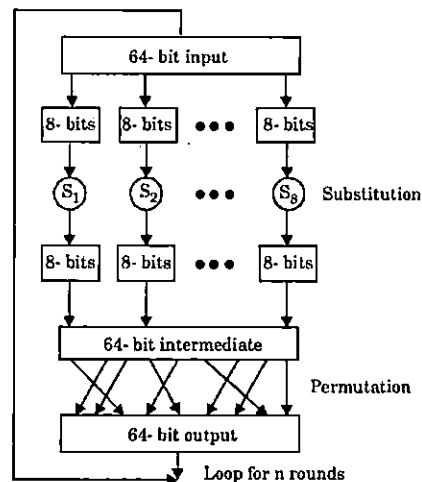 64- bit input
8- bits 8- bits ●●● 8- bits
S1 S2 ●●● S8 Substitution
8- bits 8- bits ●●● 8- bits
64- bit intermediate
Permutation
64- bit output
Loop for n rounds